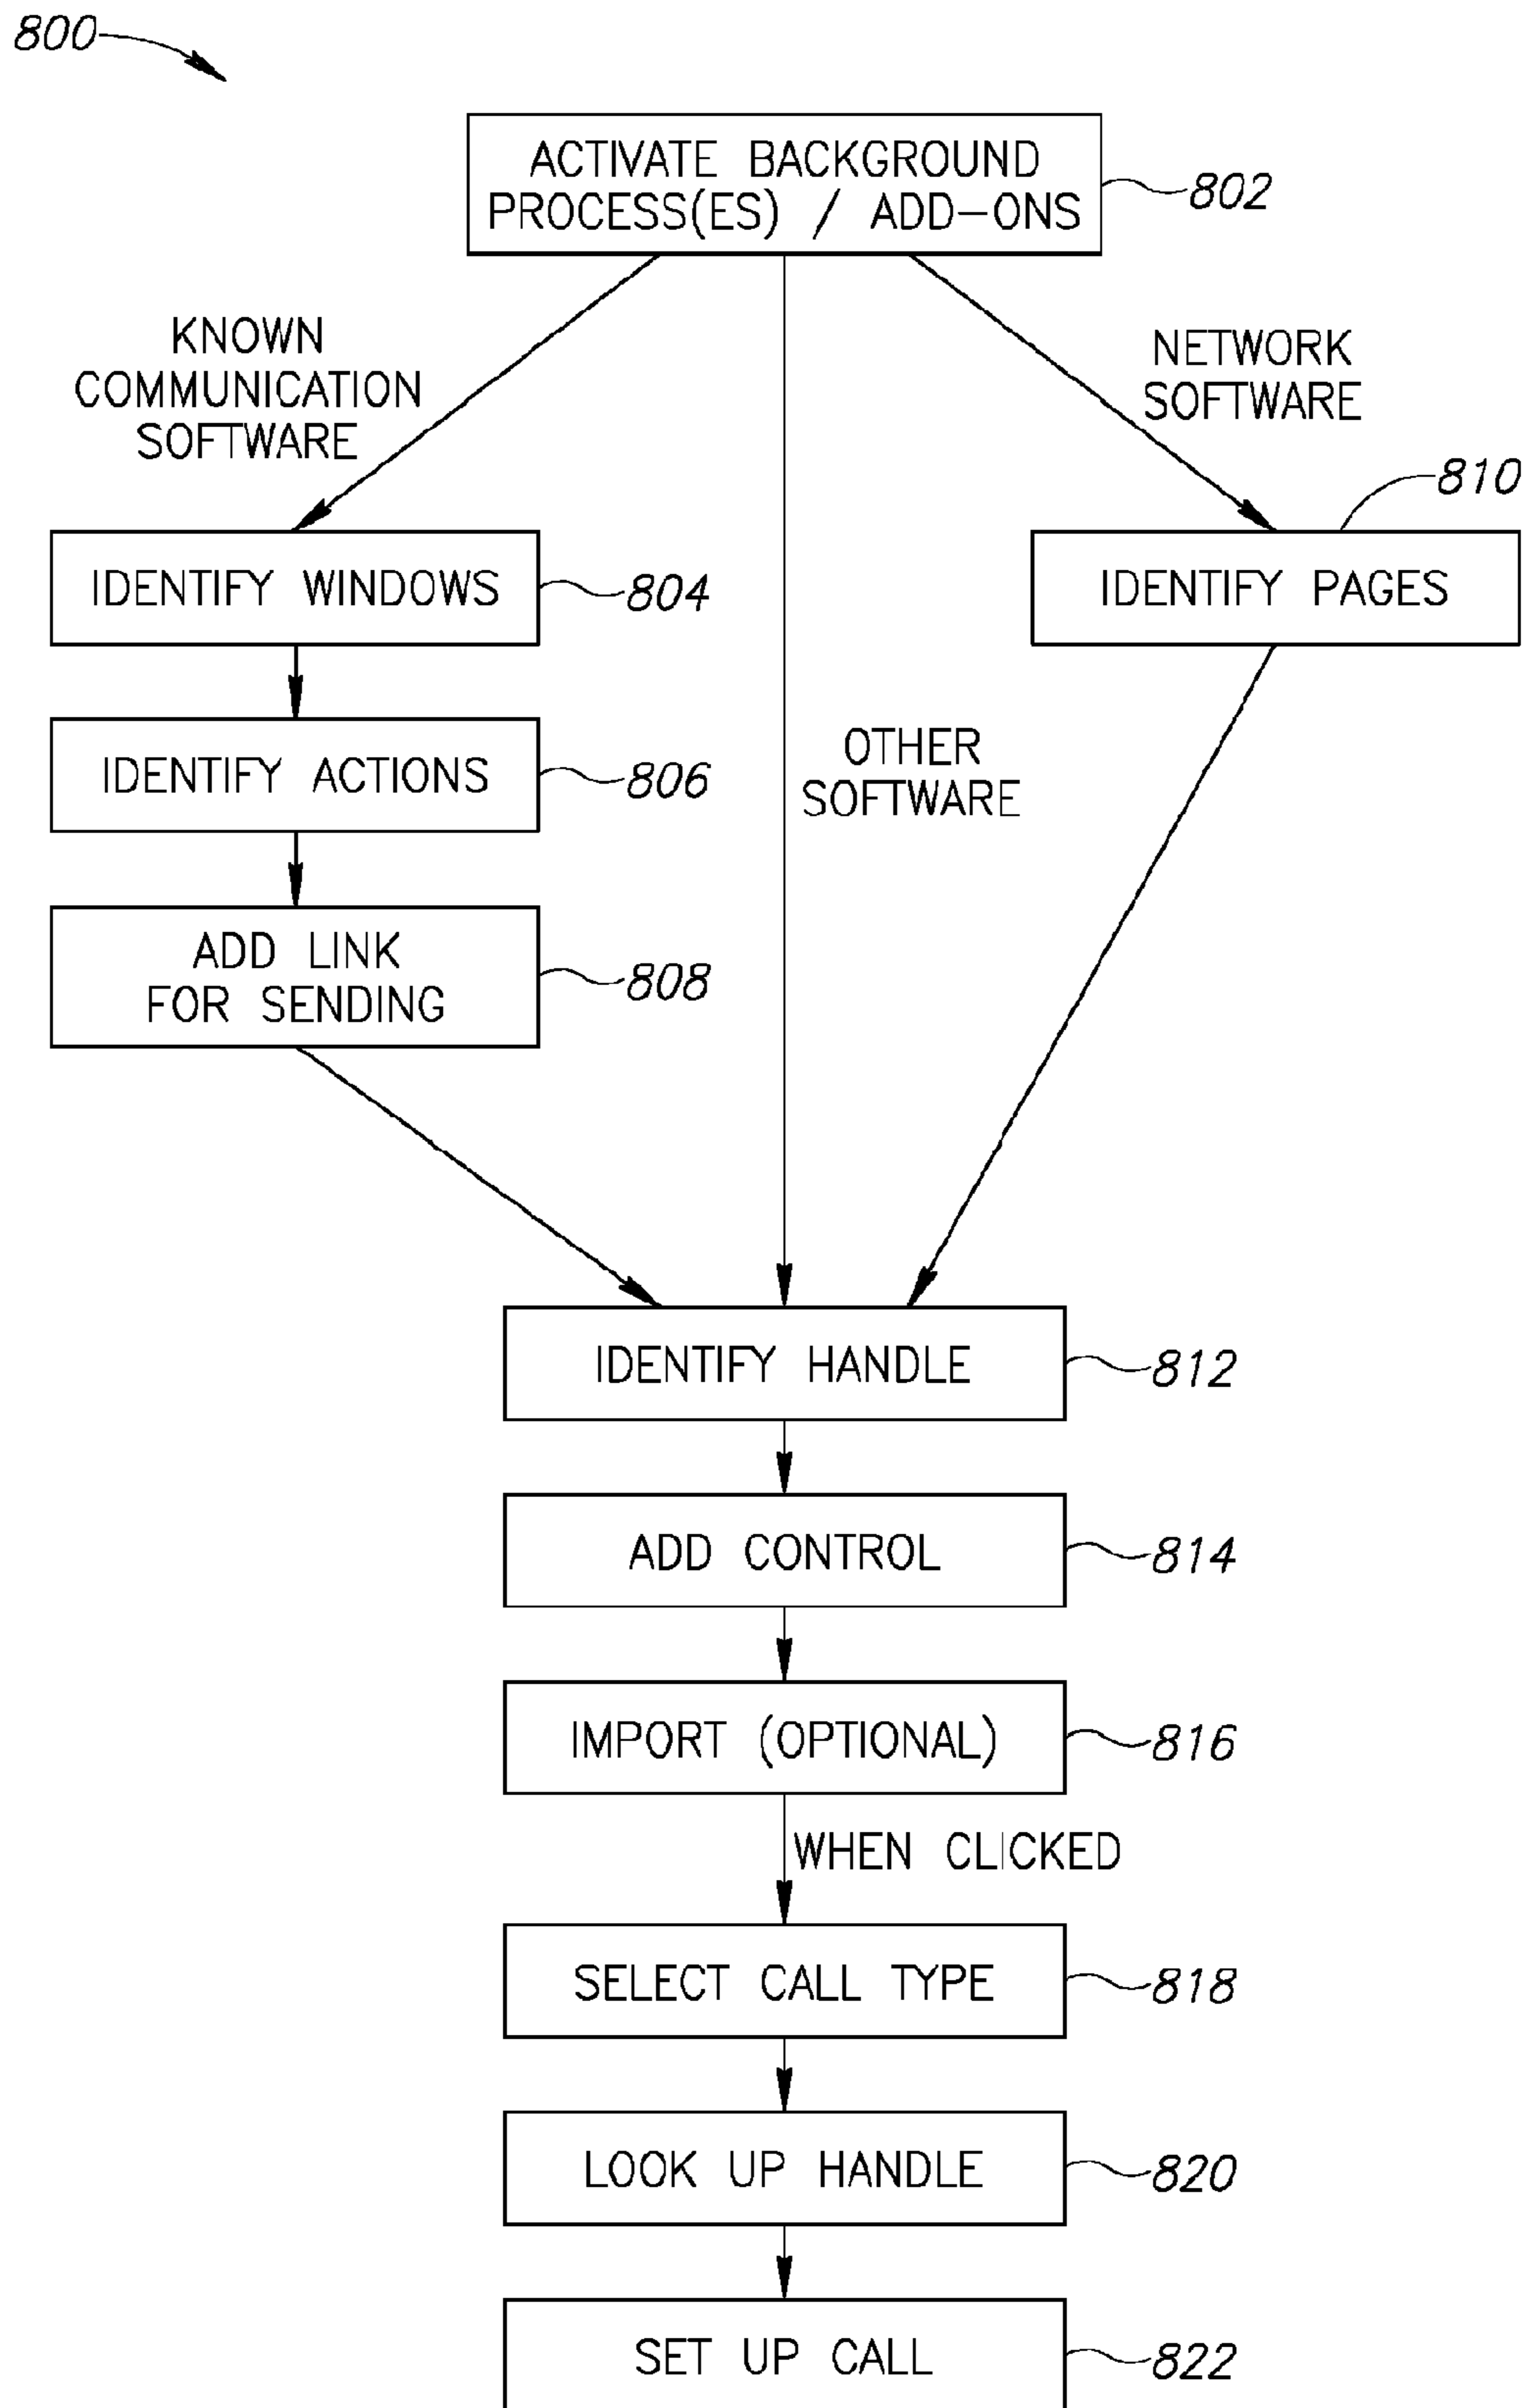 800
ACTIVATE BACKGROUND
PROCESS(ES) / ADD-ONS
802
KNOWN
COMMUNICATION
SOFTWARE
NETWORK
SOFTWARE
810
IDENTIFY WINDOWS
804
IDENTIFY PAGES
IDENTIFY ACTIONS
806
OTHER
SOFTWARE
ADD LINK
FOR SENDING
808
IDENTIFY HANDLE
812
ADD CONTROL
814
IMPORT (OPTIONAL)
816
WHEN CLICKED
SELECT CALL TYPE
818
LOOK UP HANDLE
820
SET UP CALL
822